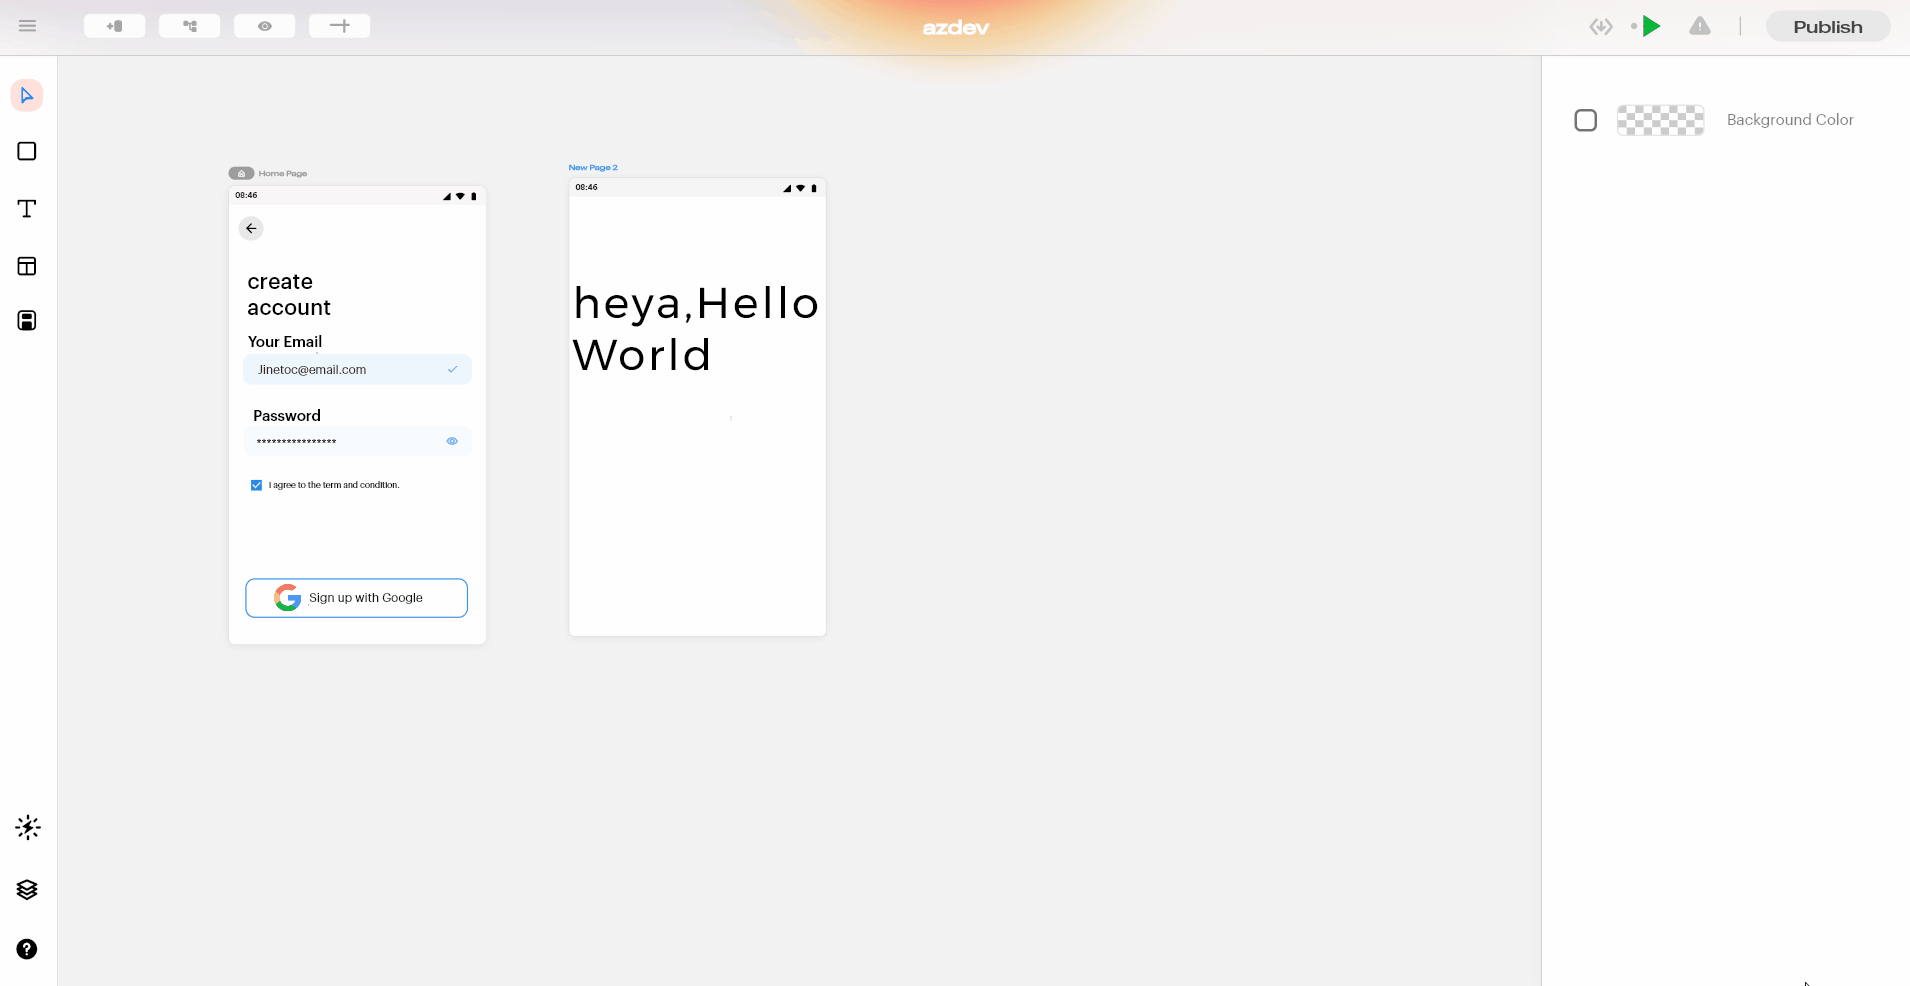 azdev
Publish
Background Color
Home Page
08:46
create
account
Your Email
Jinetoc@email.com
Password
****************
I agree to the term and condition.
Sign up with Google
New Page 2
08:46
heya,Hello
World